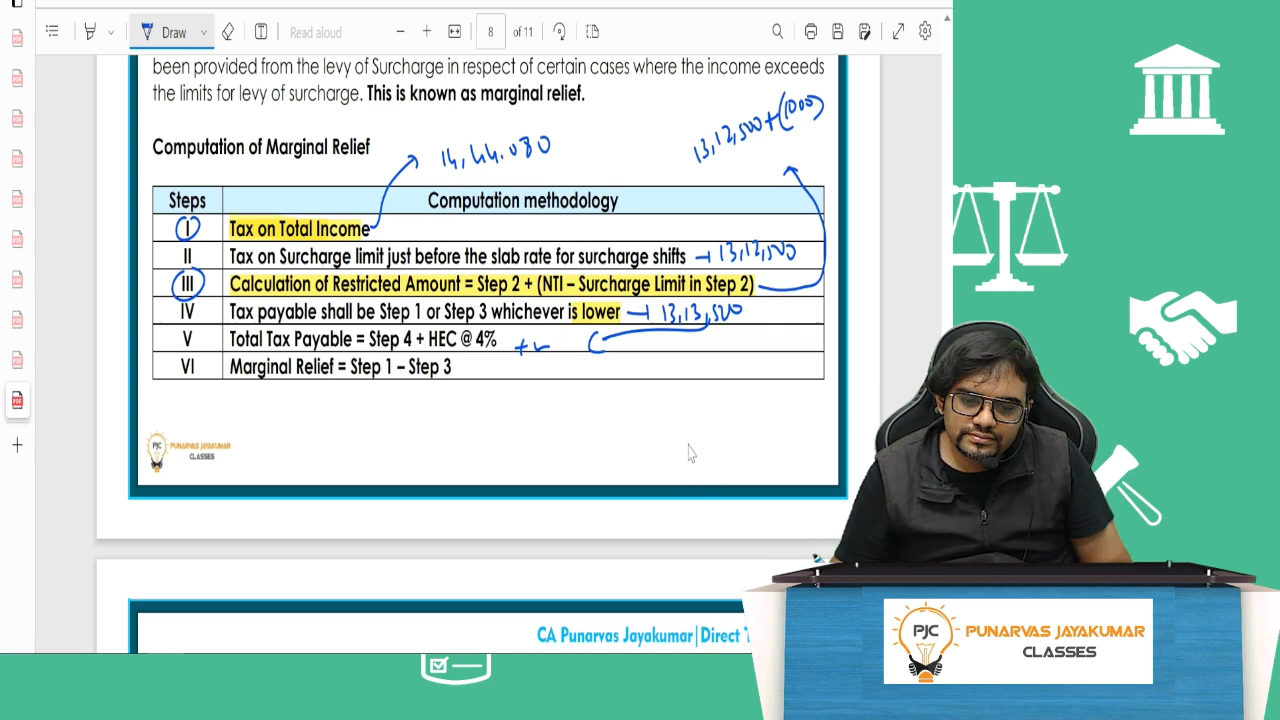 Draw
Read aloud
8 of 11
been provided from the levy of Surcharge in respect of certain cases where the income exceeds
the limits for levy of surcharge. This is known as marginal relief.
Computation of Marginal Relief
14,44,080
13,12,500+(1000)
Steps Computation methodology
I Tax on Total Income
II Tax on Surcharge limit just before the slab rate for surcharge shifts 13,12,500
III Calculation of Restricted Amount = Step 2 + (NTI – Surcharge Limit in Step 2)
IV Tax payable shall be Step 1 or Step 3 whichever is lower 13,13,500
V Total Tax Payable = Step 4 + HEC @ 4%
VI Marginal Relief = Step 1 – Step 3
PJC PUNARVAS JAYAKUMAR
CLASSES
CA Punarvas Jayakumar|Direct T
PJC PUNARVAS JAYAKUMAR
CLASSES